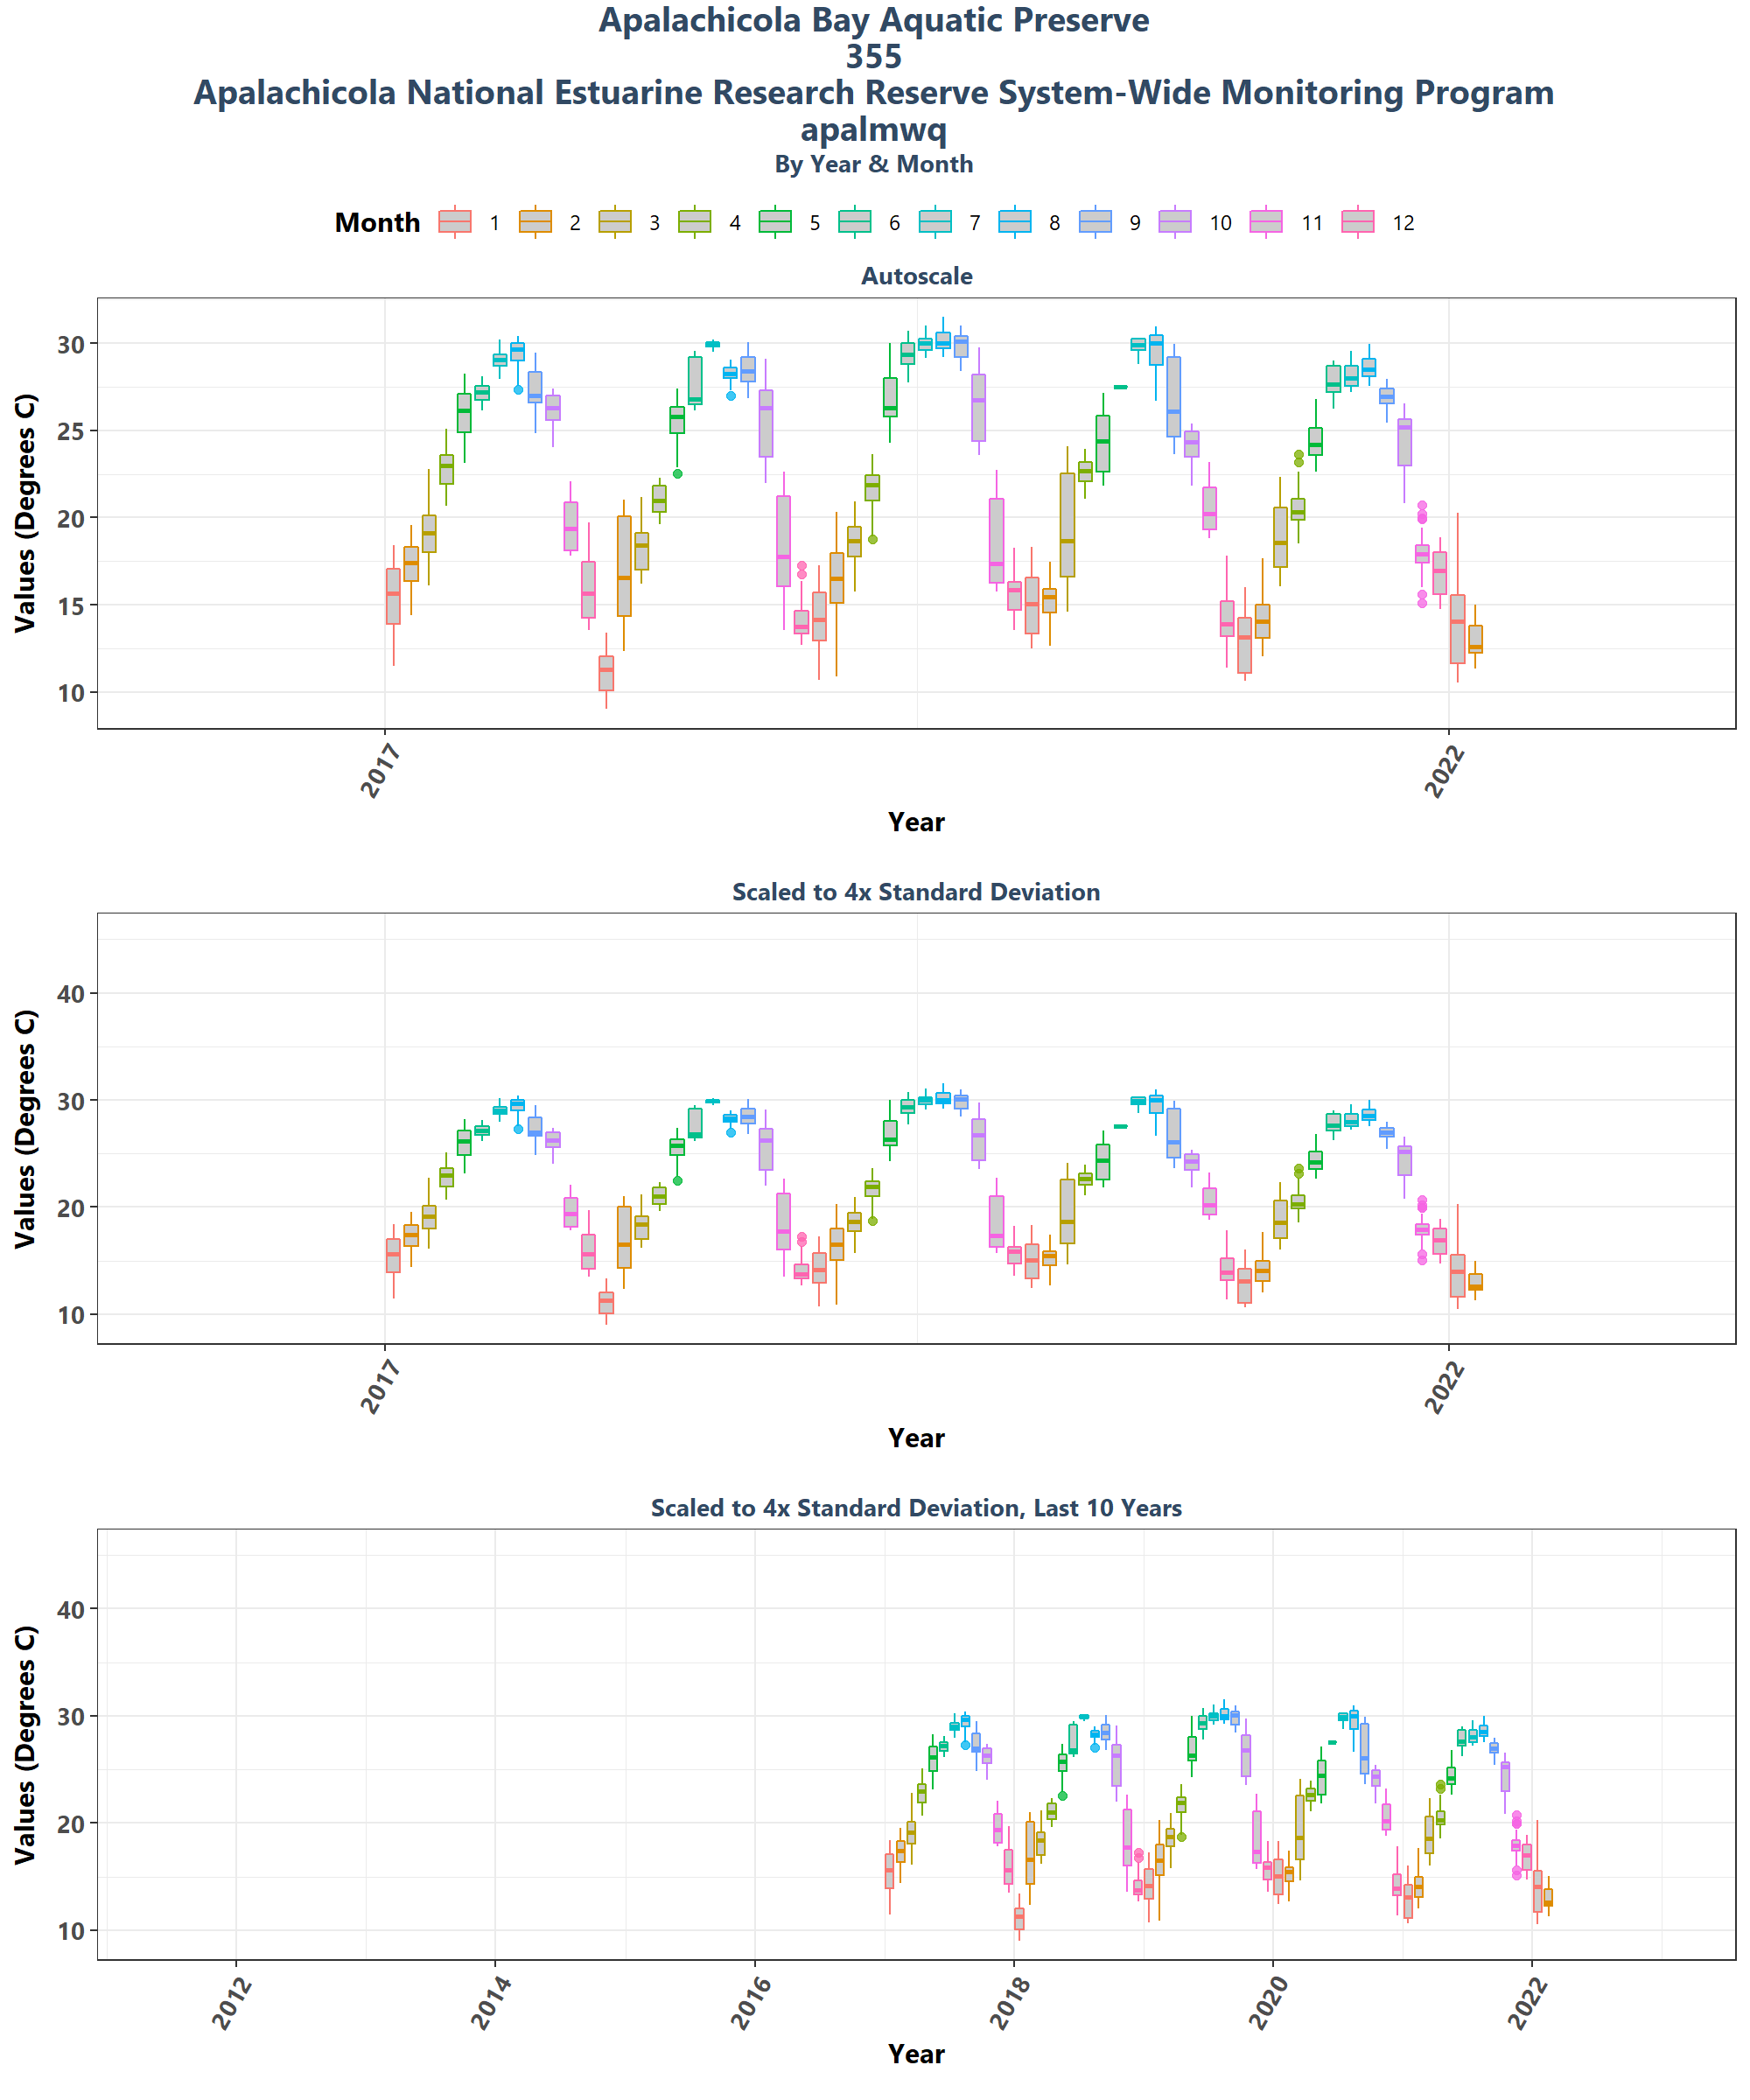 Apalachicola Bay Aquatic Preserve
355
Apalachicola National Estuarine Research Reserve System-Wide Monitoring Program
apalmwq
By Year & Month
Month 1 2 3 4 5 6 7 8 9 10 11 12
Autoscale
Values (Degrees C)
30
25
20
15
10
2017 2022
Year
Scaled to 4x Standard Deviation
Values (Degrees C)
40
30
20
10
2017 2022
Year
Scaled to 4x Standard Deviation, Last 10 Years
Values (Degrees C)
40
30
20
10
2012 2014 2016 2018 2020 2022
Year